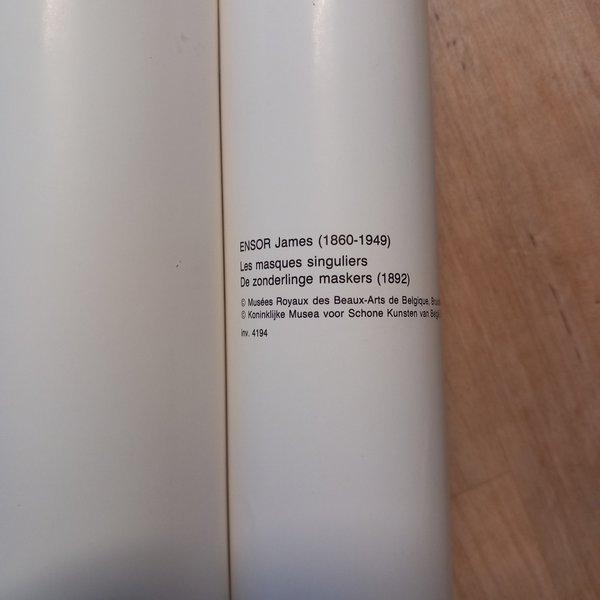 ENSOR James (1860-1949)
Les masques singuliers
De zonderlinge maskers (1892)
© Musées Royaux des Beaux-Arts de Belgique,
© Koninklijke Musea voor Schone Kunsten van
inv. 4194